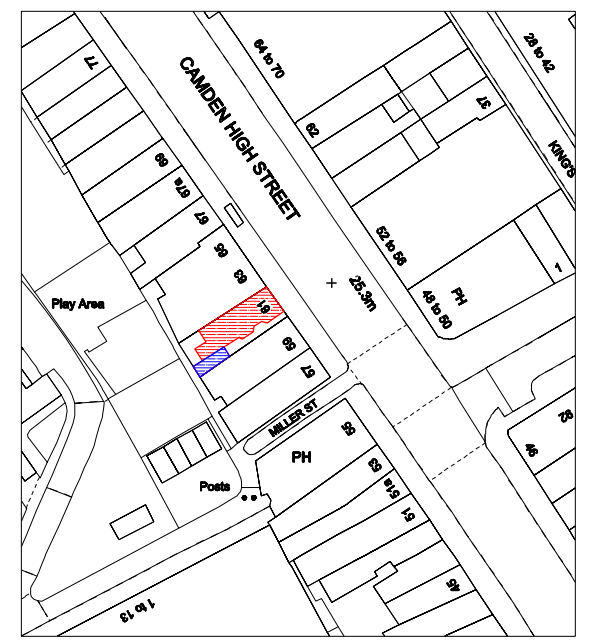 64 to 70
28 to 42
77
CAMDEN HIGH STREET
37
62
KING'S
69
67a
67
65
52 to 56
63
1
PH
25.3m
48 to 50
61
Play Area
59
57
MILLER ST
92
55
46
PH
53
Posts
51a
51
45
1 to 13